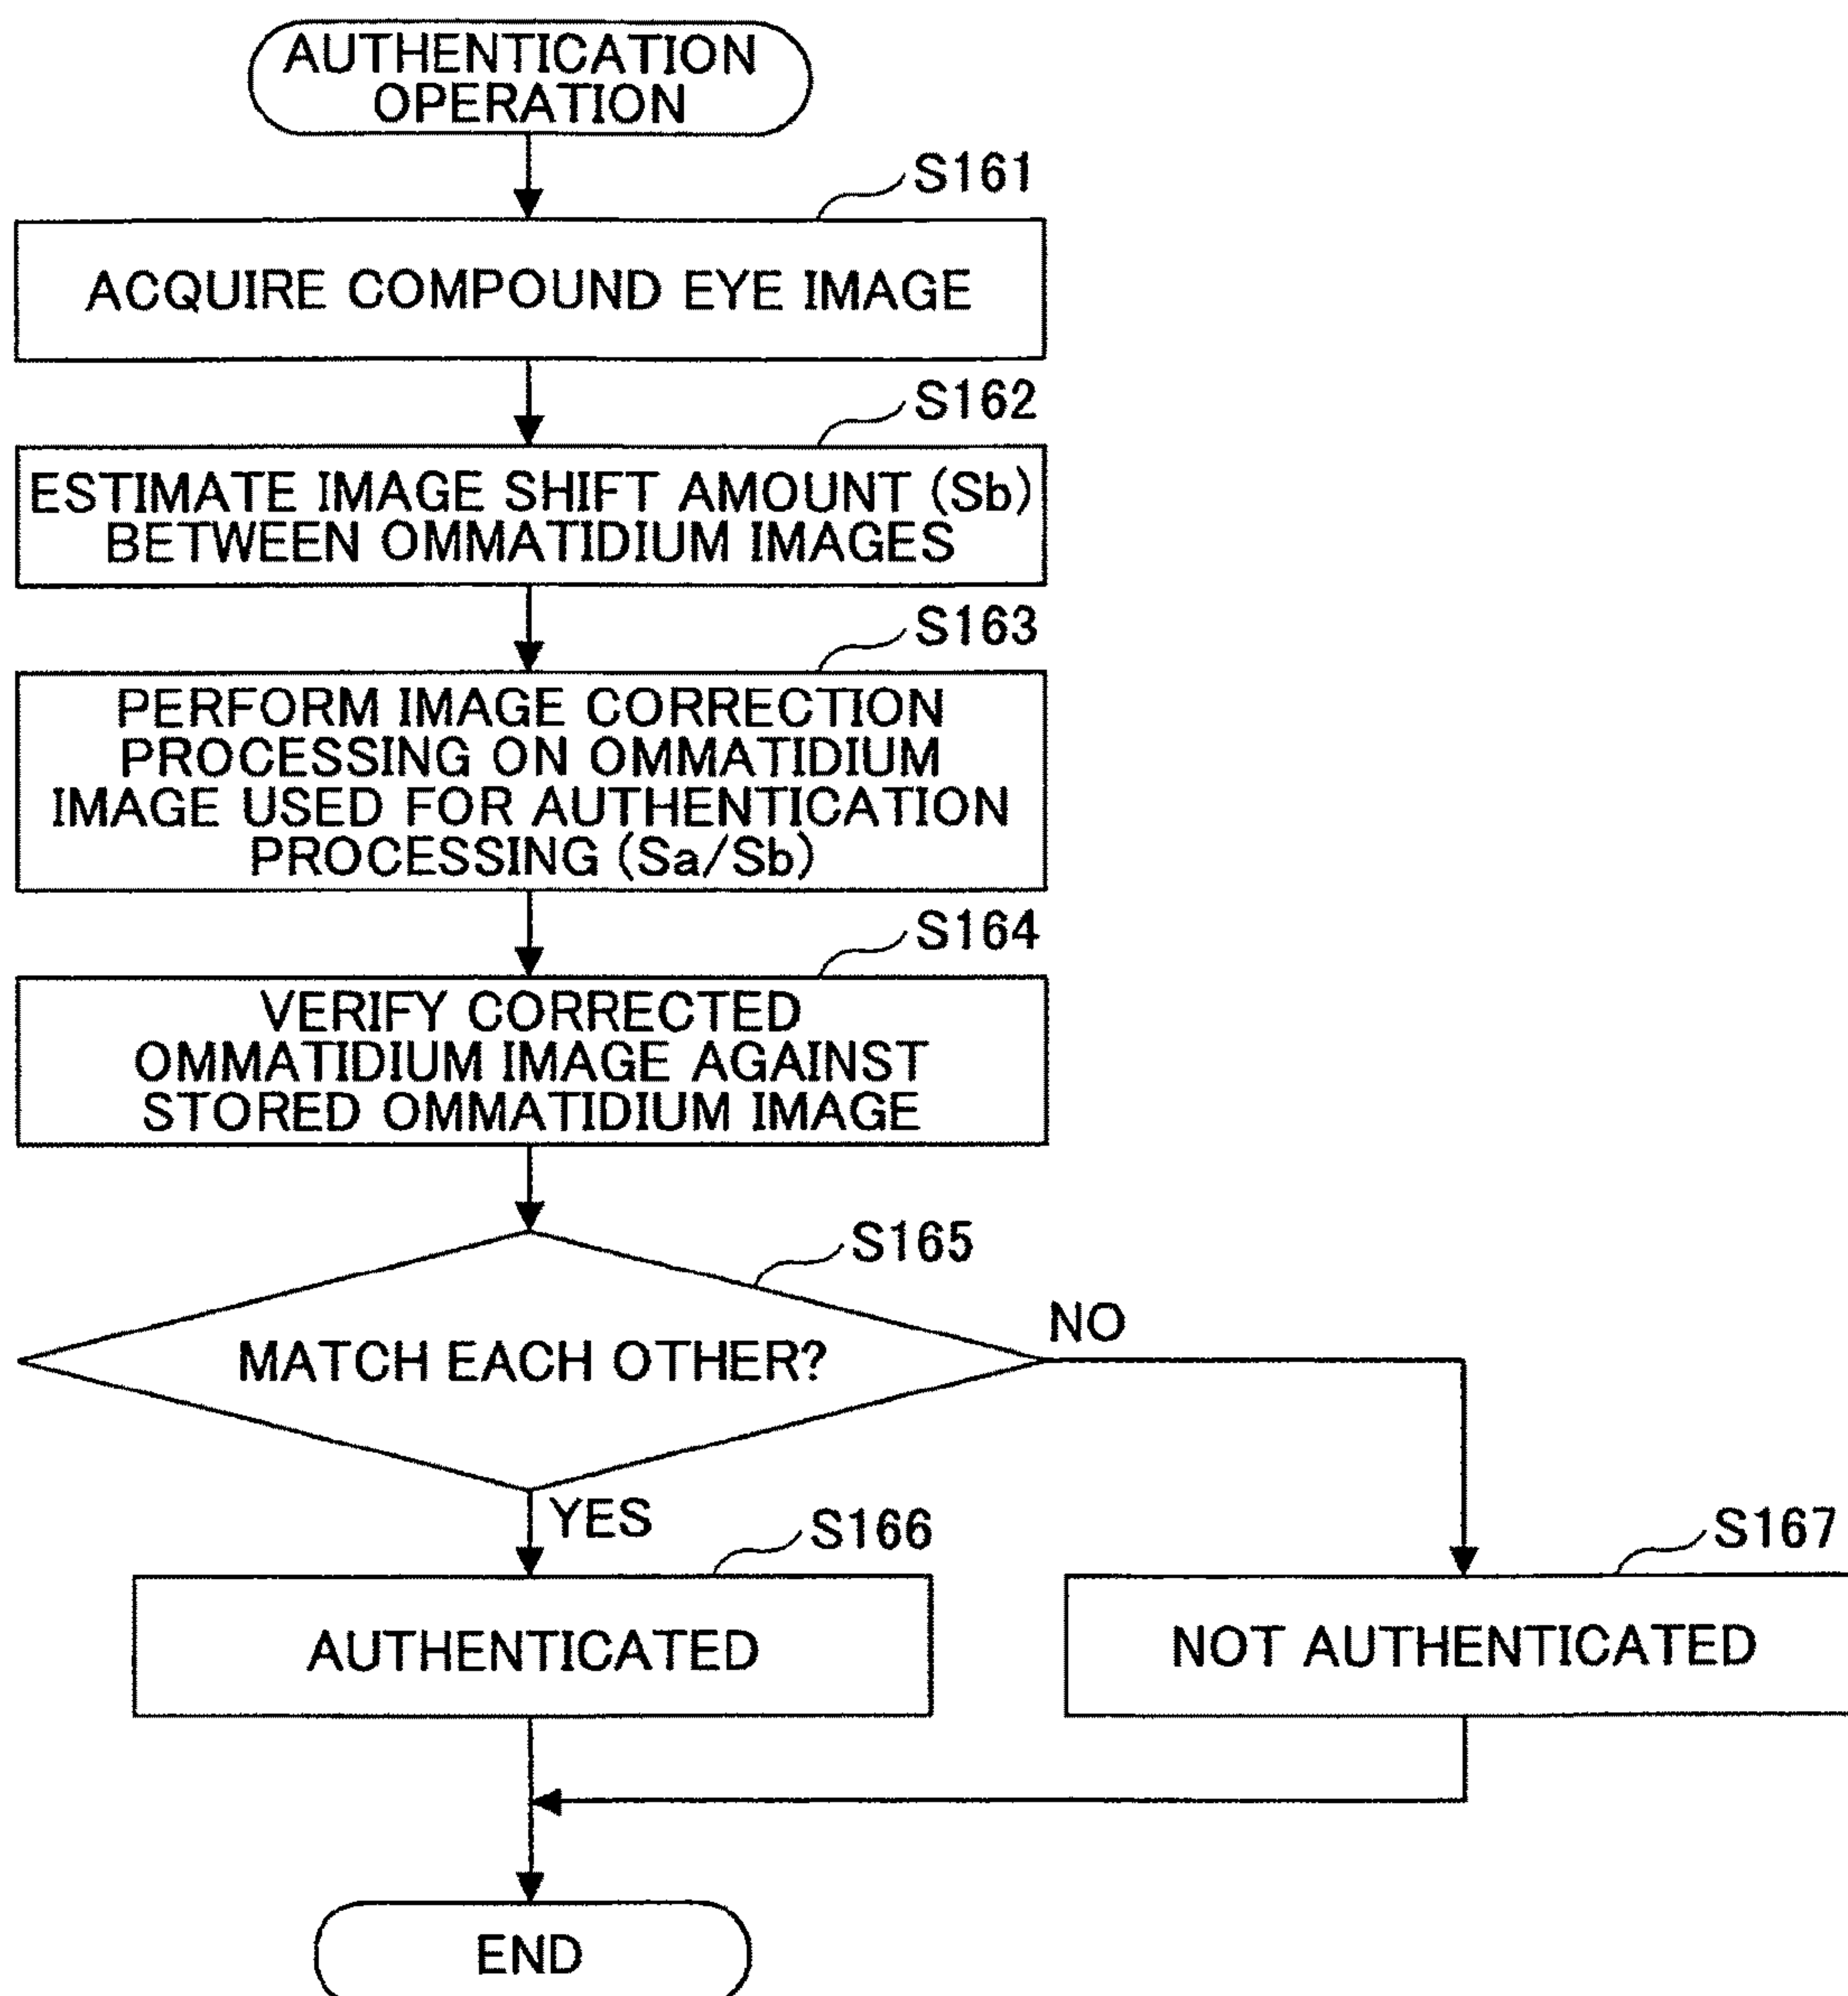 AUTHENTICATION
OPERATION
S161
ACQUIRE COMPOUND EYE IMAGE
S162
ESTIMATE IMAGE SHIFT AMOUNT (Sb)
BETWEEN OMMATIDIUM IMAGES
S163
PERFORM IMAGE CORRECTION
PROCESSING ON OMMATIDIUM
IMAGE USED FOR AUTHENTICATION
PROCESSING (Sa/Sb)
S164
VERIFY CORRECTED
OMMATIDIUM IMAGE AGAINST
STORED OMMATIDIUM IMAGE
S165
MATCH EACH OTHER?
NO
YES
S166
AUTHENTICATED
S167
NOT AUTHENTICATED
END